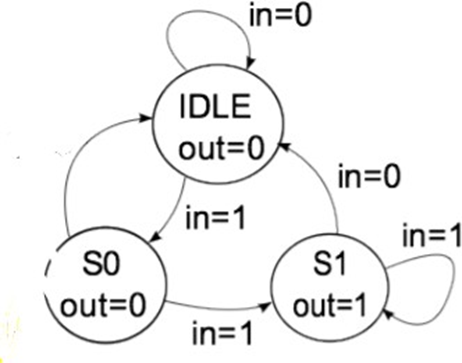 in=0
IDLE
out=0
in=0
in=1
in=1
S0
out=0
S1
out=1
in=1